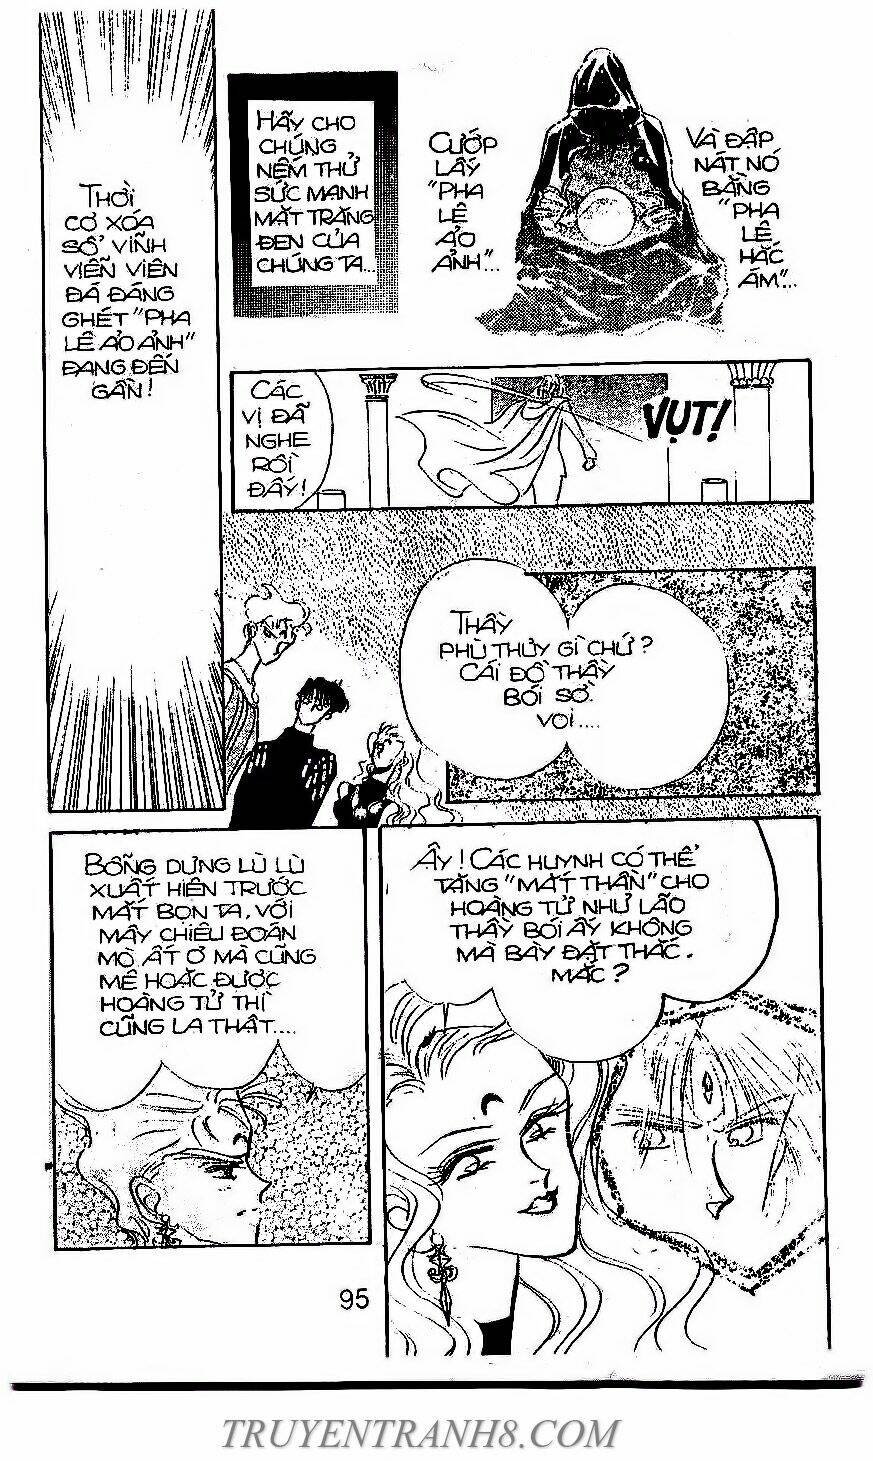 VÀ ĐẬP
NÁT NÓ
BẰNG
"PHA
LÊ
HẮC
ÁM"...
CƯỚP
LẤY
"PHA
LÊ
ẢO
ẢNH"...
HÃY CHO
CHÚNG
NẾM THỬ
SỨC MẠNH
MẶT TRĂNG
ĐEN CỦA
CHÚNG TA...
THỜI
CƠ XÓA
SỔ VĨNH
VIỄN VIÊN
ĐÁ ĐÁNG
GHÉT "PHA
LÊ ẢO ẢNH"
ĐANG ĐẾN
GẦN!
CÁC
VỊ ĐÃ
NGHE
RỒI
ĐẤY!
VỤT!
THẦY
PHÙ THỦY GÌ CHỨ?
CÁI ĐỒ THẦY
BÓI SỜ
VOI....
BỖNG DƯNG LÙ LÙ
XUẤT HIỆN TRƯỚC
MẮT BỌN TA, VỚI
MẤY CHIÊU ĐOÁN
MÒ, ẤT Ơ MÀ CŨNG
MÊ HOẶC ĐƯỢC
HOÀNG TỬ THÌ
CŨNG LẠ THẬT....
ẤY! CÁC HUYNH CÓ THỂ
TẶNG "MẮT THẦN" CHO
HOÀNG TỬ NHƯ LÃO
THẦY BÓI ẤY KHÔNG
MÀ BÀY ĐẶT THẮC.
MẮC?
95
TRUYENTRANH8.COM